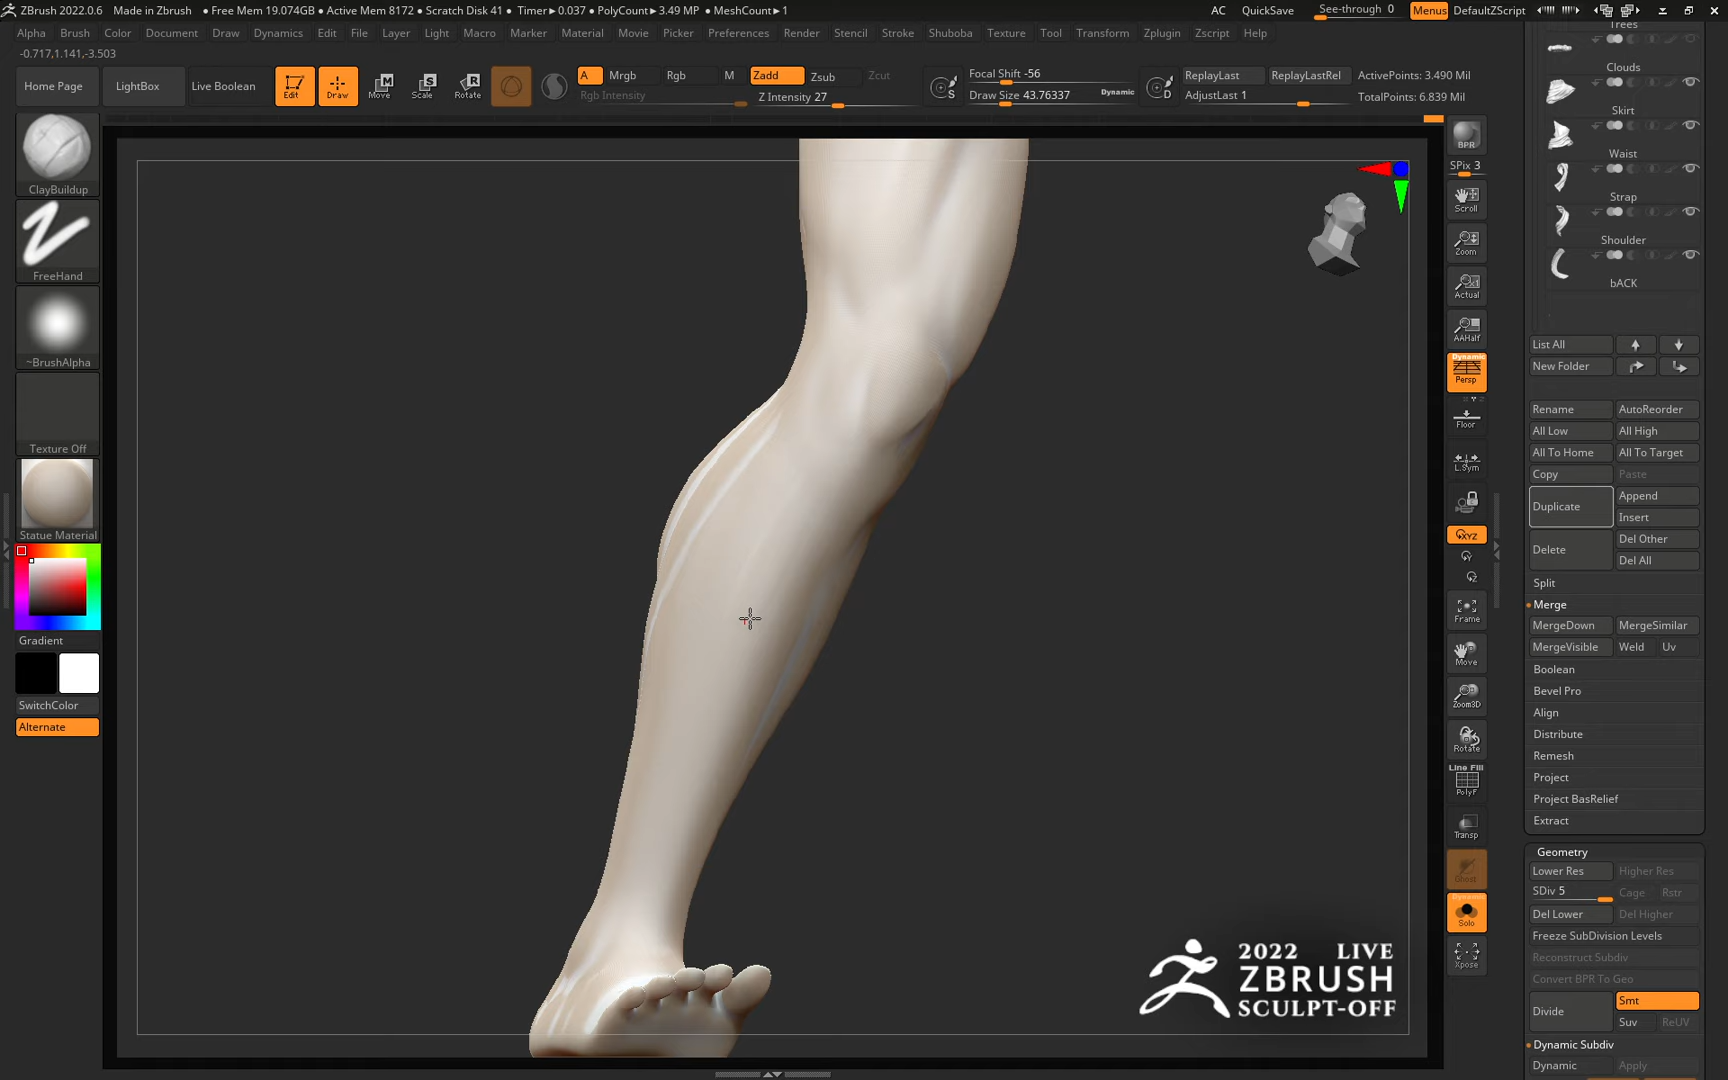 ZBrush 2022.0.6 Made in Zbrush • Free Mem 19.074GB • Active Mem 8172 • Scratch Disk 41 • Timer▸0.037 • PolyCount▸3.49 MP • MeshCount▸1
AC QuickSave See-through 0 Menus DefaultZScript
Alpha Brush Color Document Draw Dynamics Edit File Layer Light Macro Marker Material Movie Picker Preferences Render Stencil Stroke Shuboba Texture Tool Transform Zplugin Zscript Help
-0.717,1.141,-3.503
Home Page LightBox Live Boolean Edit Draw Move Scale Rotate
A Mrgb Rgb M Zadd Zsub Zcut
Rgb Intensity Z Intensity 27
Focal Shift -56
Draw Size 43.76337 Dynamic
ReplayLast ReplayLastRel ActivePoints: 3.490 Mil
AdjustLast 1 TotalPoints: 6.839 Mil
ClayBuildup
FreeHand
~BrushAlpha
Texture Off
Statue Material
Gradient
SwitchColor
Alternate
2022 LIVE
ZBRUSH
SCULPT-OFF
BPR
SPix 3
Scroll
Zoom
Actual
AAHalf
Dynamic
Persp
Floor
L.Sym
XYZ
Frame
Move
Zoom3D
Rotate
Line Fill
PolyF
Transp
Ghost
Dynamic
Solo
Xpose
Trees
Clouds
Skirt
Waist
Strap
Shoulder
bACK
List All
New Folder
Rename AutoReorder
All Low All High
All To Home All To Target
Copy Paste
Duplicate Append
Insert
Delete Del Other
Del All
Split
Merge
MergeDown MergeSimilar
MergeVisible Weld Uv
Boolean
Bevel Pro
Align
Distribute
Remesh
Project
Project BasRelief
Extract
Geometry
Lower Res Higher Res
SDiv 5 Cage Rstr
Del Lower Del Higher
Freeze SubDivision Levels
Reconstruct Subdiv
Convert BPR To Geo
Divide Smt
Suv ReUV
Dynamic Subdiv
Dynamic Apply